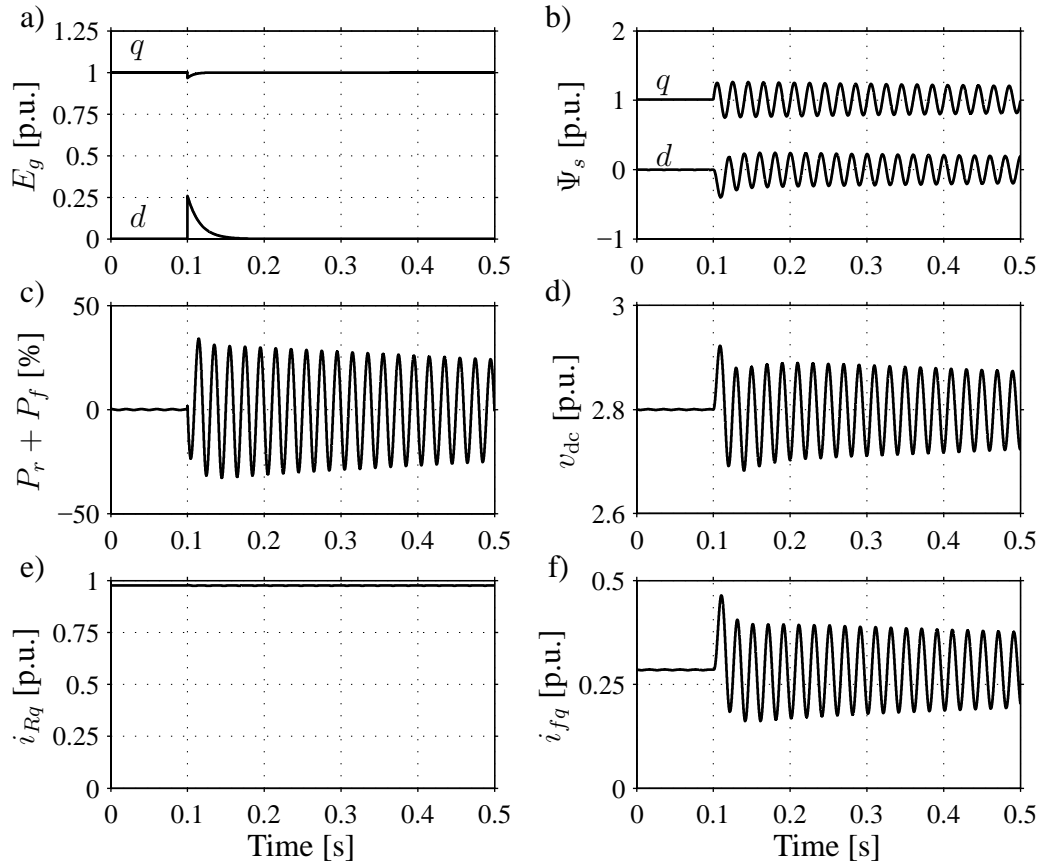 a)
1.25
1
0.75
0.5
0.25
0
E_g [p.u.]
q
d
0 0.1 0.2 0.3 0.4 0.5
b)
2
1
0
−1
Ψ_s [p.u.]
q
d
0 0.1 0.2 0.3 0.4 0.5
c)
50
0
−50
P_r + P_f [%]
0 0.1 0.2 0.3 0.4 0.5
d)
3
2.8
2.6
v_dc [p.u.]
0 0.1 0.2 0.3 0.4 0.5
e)
1
0.75
0.5
0.25
0
i_Rq [p.u.]
0 0.1 0.2 0.3 0.4 0.5
Time [s]
f)
0.5
0.25
0
i_fq [p.u.]
0 0.1 0.2 0.3 0.4 0.5
Time [s]